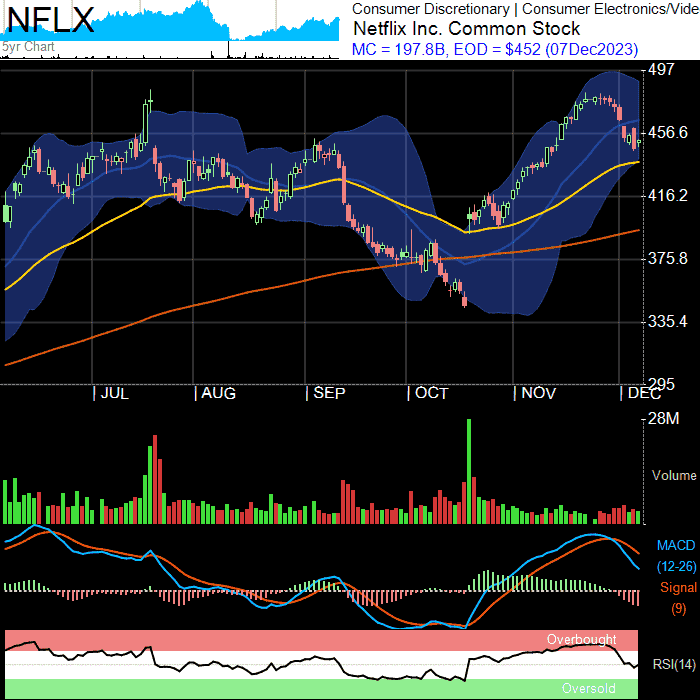 NFLX
5yr Chart
Consumer Discretionary | Consumer Electronics/Vide
Netflix Inc. Common Stock
MC = 197.8B, EOD = $452 (07Dec2023)
497
456.6
416.2
375.8
335.4
295
| JUL | AUG | SEP | OCT | NOV | DEC
28M
Volume
MACD
(12-26)
Signal
(9)
Overbought
RSI(14)
Oversold